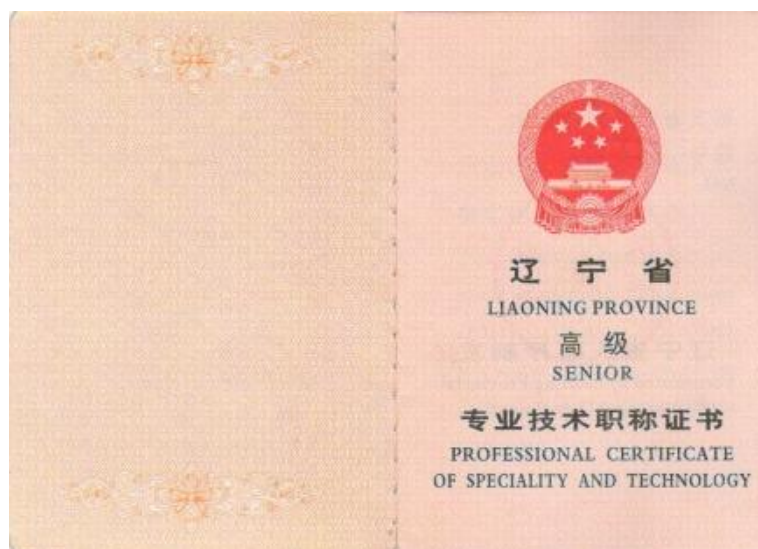 辽宁省
LIAONING PROVINCE
高级
SENIOR
专业技术职称证书
PROFESSIONAL CERTIFICATE
OF SPECIALITY AND TECHNOLOGY